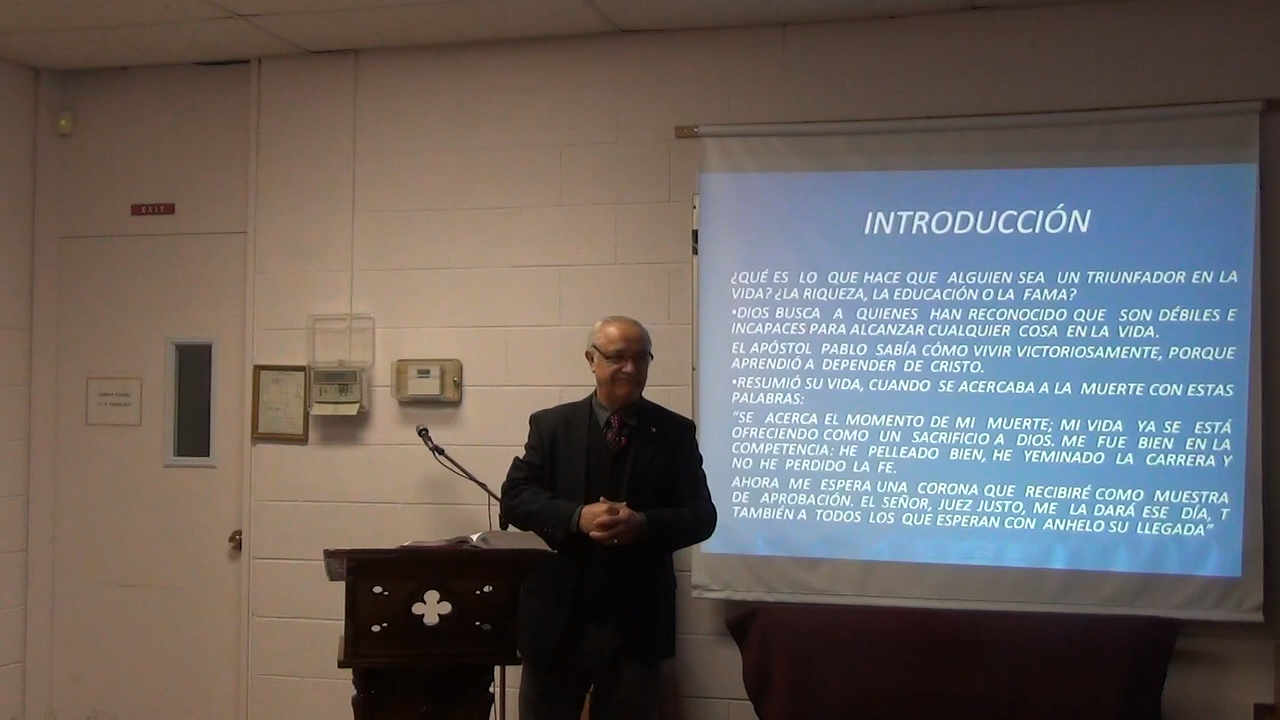 EXIT
INTRODUCCIÓN
¿QUÉ ES LO QUE HACE QUE ALGUIEN SEA UN TRIUNFADOR EN LA
VIDA? ¿LA RIQUEZA, LA EDUCACIÓN O LA FAMA?
•DIOS BUSCA A QUIENES HAN RECONOCIDO QUE SON DÉBILES E
INCAPACES PARA ALCANZAR CUALQUIER COSA EN LA VIDA.
EL APÓSTOL PABLO SABÍA CÓMO VIVIR VICTORIOSAMENTE, PORQUE
APRENDIÓ A DEPENDER DE CRISTO.
•RESUMIÓ SU VIDA, CUANDO SE ACERCABA A LA MUERTE CON ESTAS
PALABRAS:
“SE ACERCA EL MOMENTO DE MI MUERTE; MI VIDA YA SE ESTÁ
OFRECIENDO COMO UN SACRIFICIO A DIOS. ME FUE BIEN EN LA
COMPETENCIA: HE PELLEADO BIEN, HE YEMINADO LA CARRERA Y
NO HE PERDIDO LA FE.
AHORA ME ESPERA UNA CORONA QUE RECIBIRÉ COMO MUESTRA
DE APROBACIÓN. EL SEÑOR, JUEZ JUSTO, ME LA DARÁ ESE DÍA, T
TAMBIÉN A TODOS LOS QUE ESPERAN CON ANHELO SU LLEGADA”